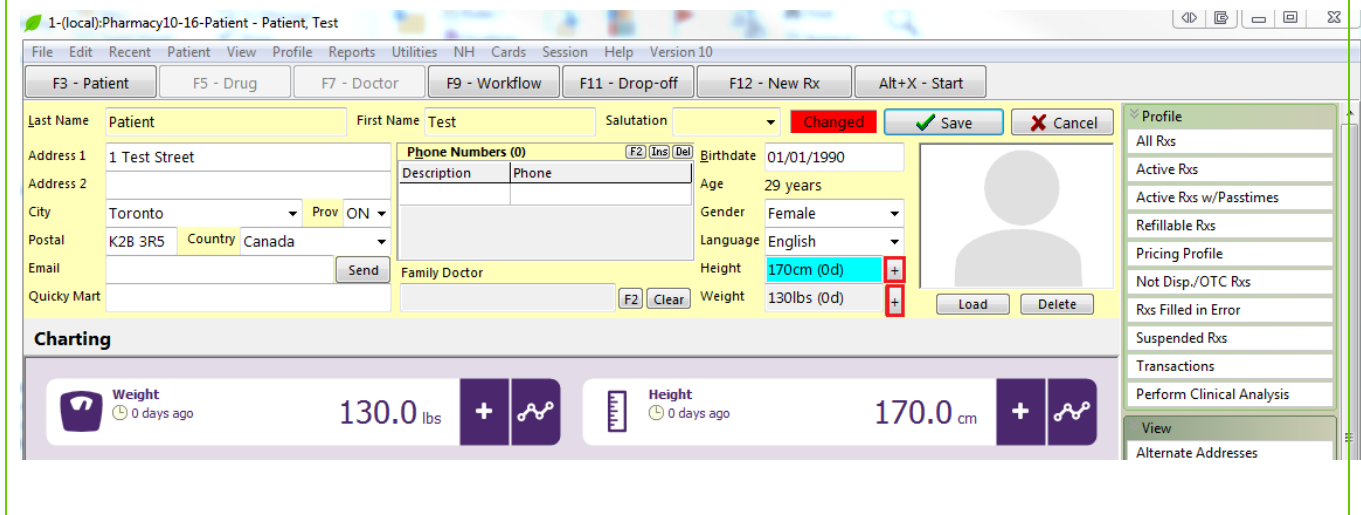 1-(local):Pharmacy10-16-Patient - Patient, Test
File Edit Recent Patient View Profile Reports Utilities NH Cards Session Help Version 10
F3 - Patient F5 - Drug F7 - Doctor F9 - Workflow F11 - Drop-off F12 - New Rx Alt+X - Start
Last Name Patient First Name Test Salutation Changed Save Cancel
Address 1 1 Test Street
Address 2
City Toronto Prov ON
Postal K2B 3R5 Country Canada
Email Send
Quicky Mart
Phone Numbers (0) F2 Ins Del
Description Phone
Family Doctor
F2 Clear
Birthdate 01/01/1990
Age 29 years
Gender Female
Language English
Height 170cm (0d) +
Weight 130lbs (0d) +
Load Delete
Charting
Weight
0 days ago
130.0 lbs +
Height
0 days ago
170.0 cm +
Profile
All Rxs
Active Rxs
Active Rxs w/Passtimes
Refillable Rxs
Pricing Profile
Not Disp./OTC Rxs
Rxs Filled in Error
Suspended Rxs
Transactions
Perform Clinical Analysis
View
Alternate Addresses